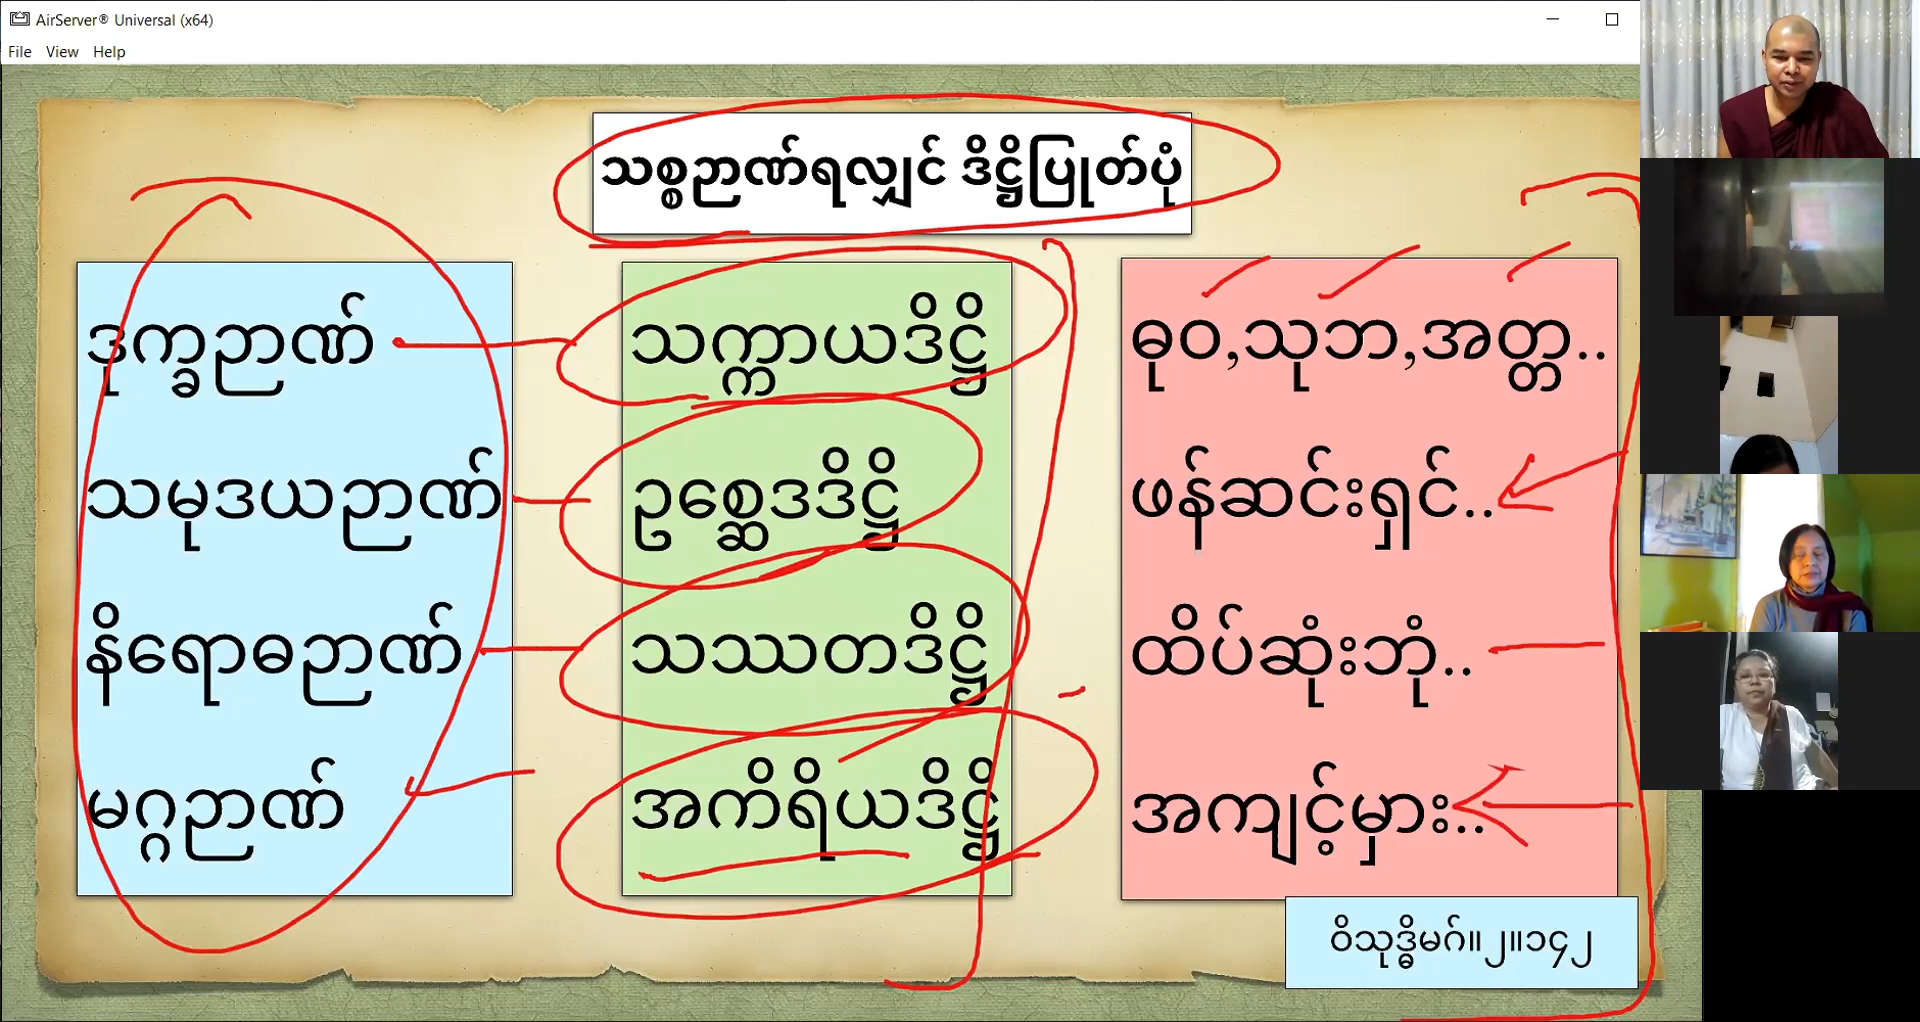 AirServer® Universal (x64)
File View Help
သစ္စဉာဏ်ရလျှင် ဒိဋ္ဌိပြုတ်ပုံ
ဒုက္ခဉာဏ်
သမုဒယဉာဏ်
နိရောဓဉာဏ်
မဂ္ဂဉာဏ်
သက္ကာယဒိဋ္ဌိ
ဥစ္ဆေဒဒိဋ္ဌိ
သဿတဒိဋ္ဌိ
အကိရိယဒိဋ္ဌိ
ဓုဝ,သုဘ,အတ္တ..
ဖန်ဆင်းရှင်..
ထိပ်ဆုံးဘုံ..
အကျင့်မှား..
ဝိသုဒ္ဓိမဂ်။၂။၁၄၂